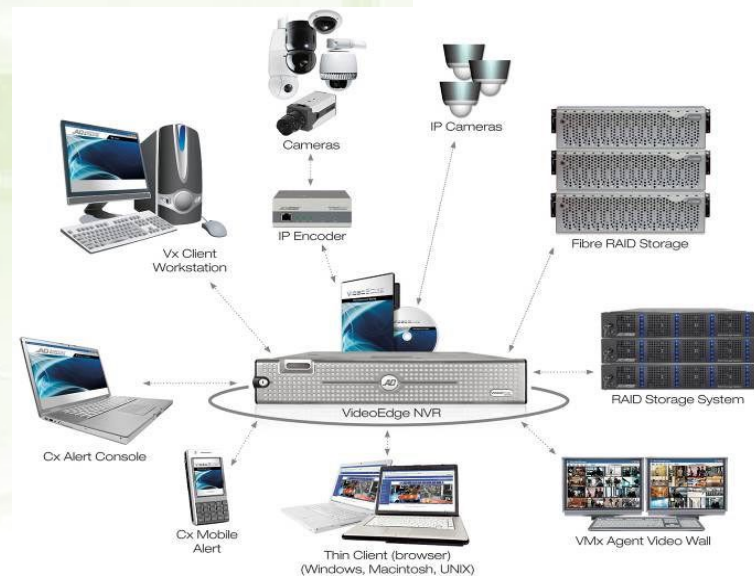 Cameras
IP Cameras
IP Encoder
Fibre RAID Storage
Vx Client
Workstation
RAID Storage System
VideoEdge NVR
Cx Alert Console
Cx Mobile
Alert
Thin Client (browser)
(Windows, Macintosh, UNIX)
VMx Agent Video Wall